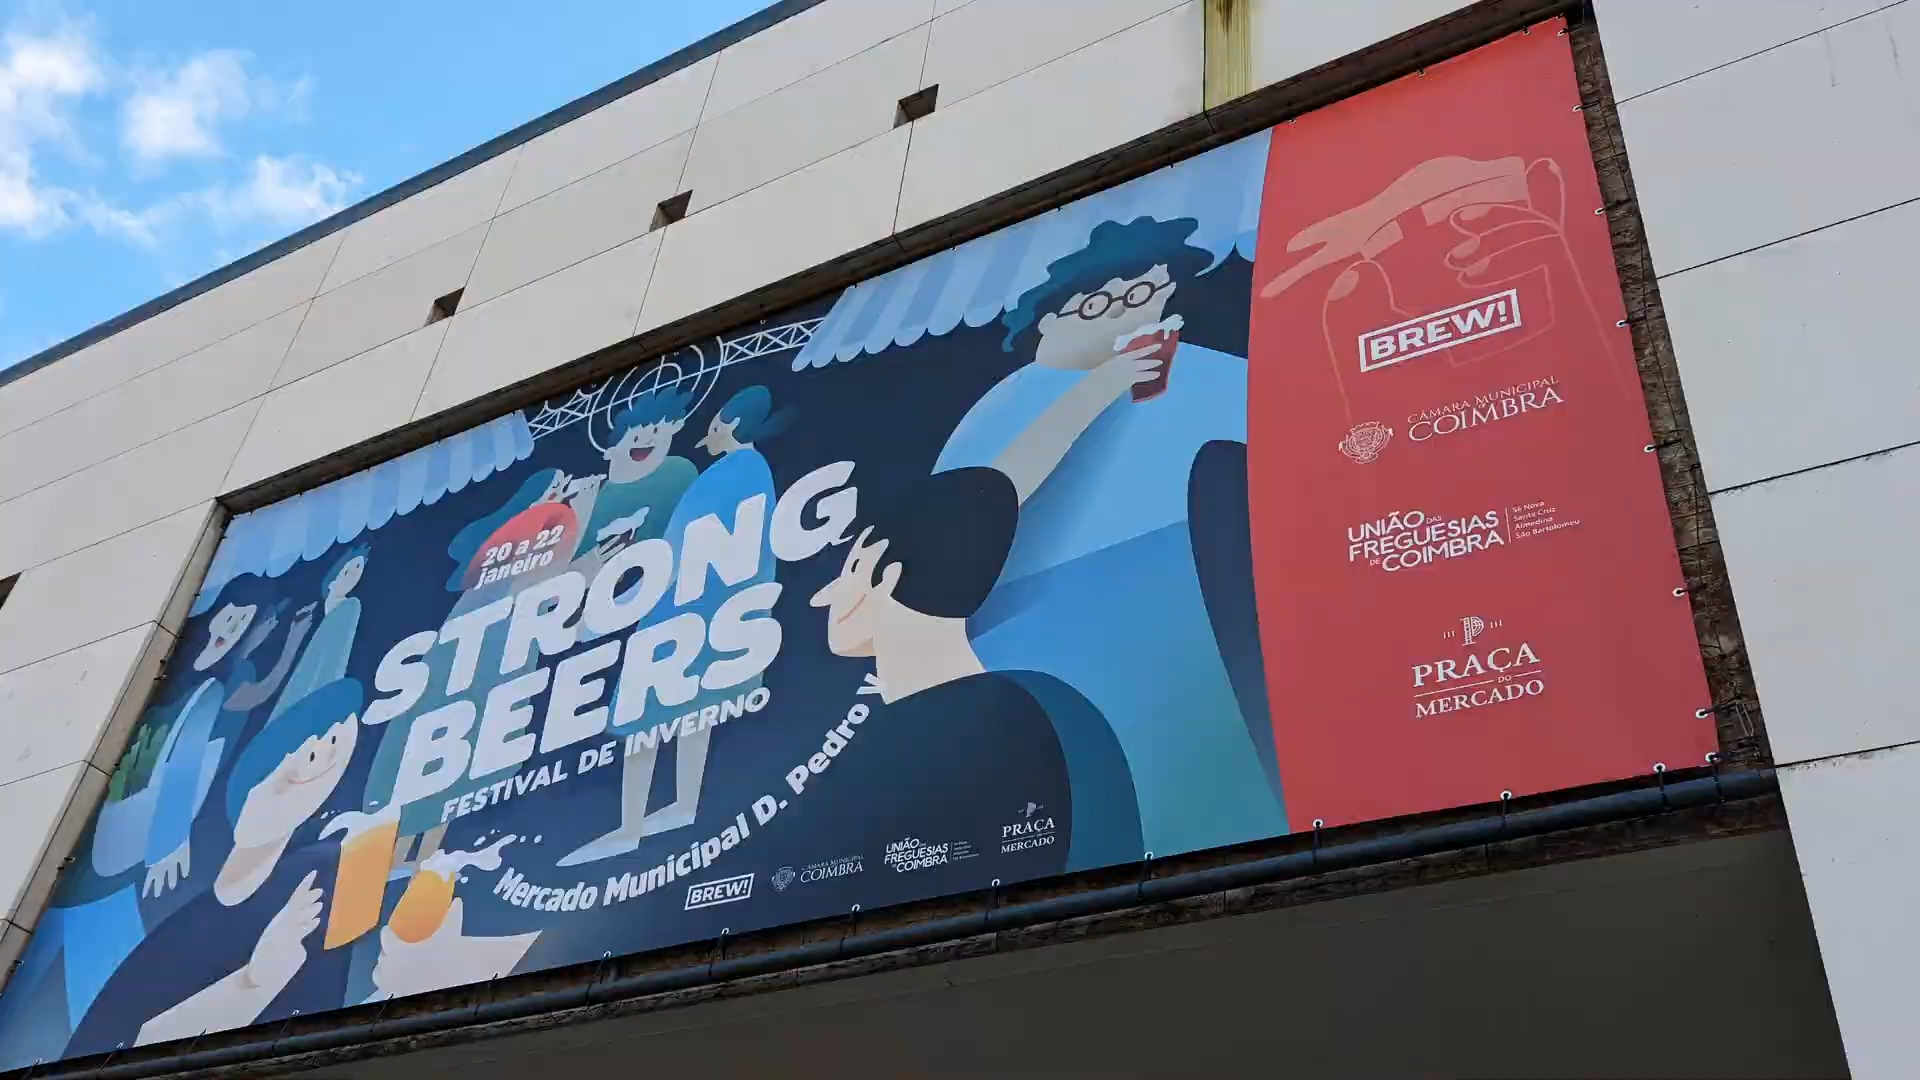 20 a 22
janeiro
STRONG
BEERS
FESTIVAL DE INVERNO
Mercado Municipal D. Pedro V
BREW!
CÂMARA MUNICIPAL
COIMBRA
UNIÃO DAS
FREGUESIAS
DE COIMBRA
PRAÇA
DO
MERCADO
BREW!
CÂMARA MUNICIPAL
COIMBRA
UNIÃO DAS
FREGUESIAS
DE COIMBRA
Sé Nova
Santa Cruz
Almedina
São Bartolomeu
P
PRAÇA
DO
MERCADO